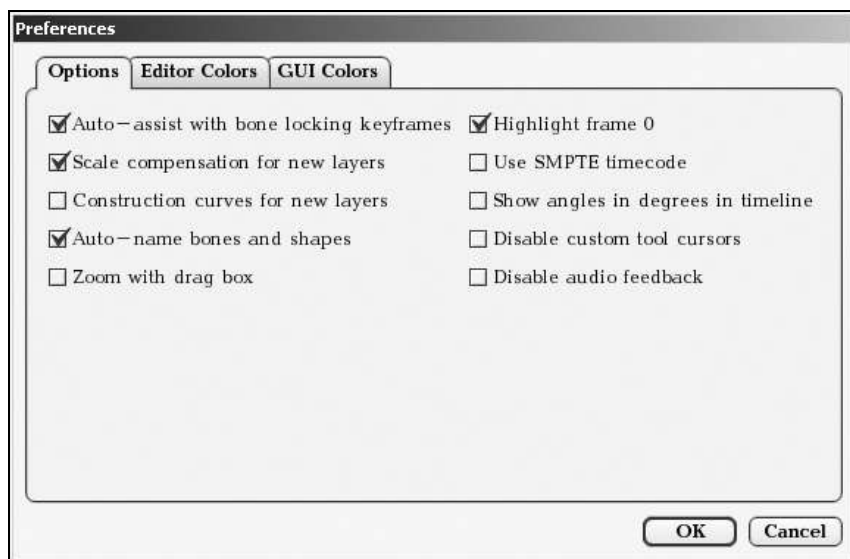 Preferences
Options Editor Colors GUI Colors
Auto-assist with bone locking keyframes
Scale compensation for new layers
Construction curves for new layers
Auto-name bones and shapes
Zoom with drag box
Highlight frame 0
Use SMPTE timecode
Show angles in degrees in timeline
Disable custom tool cursors
Disable audio feedback
OK Cancel